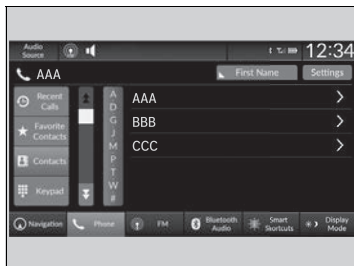 Audio
Source
12:34
AAA
First Name
Settings
Recent
Calls
Favorite
Contacts
Contacts
Keypad
A
D
G
J
M
P
T
W
#
AAA
BBB
CCC
Navigation
Phone
FM
Bluetooth
Audio
Smart
Shortcuts
Display
Mode